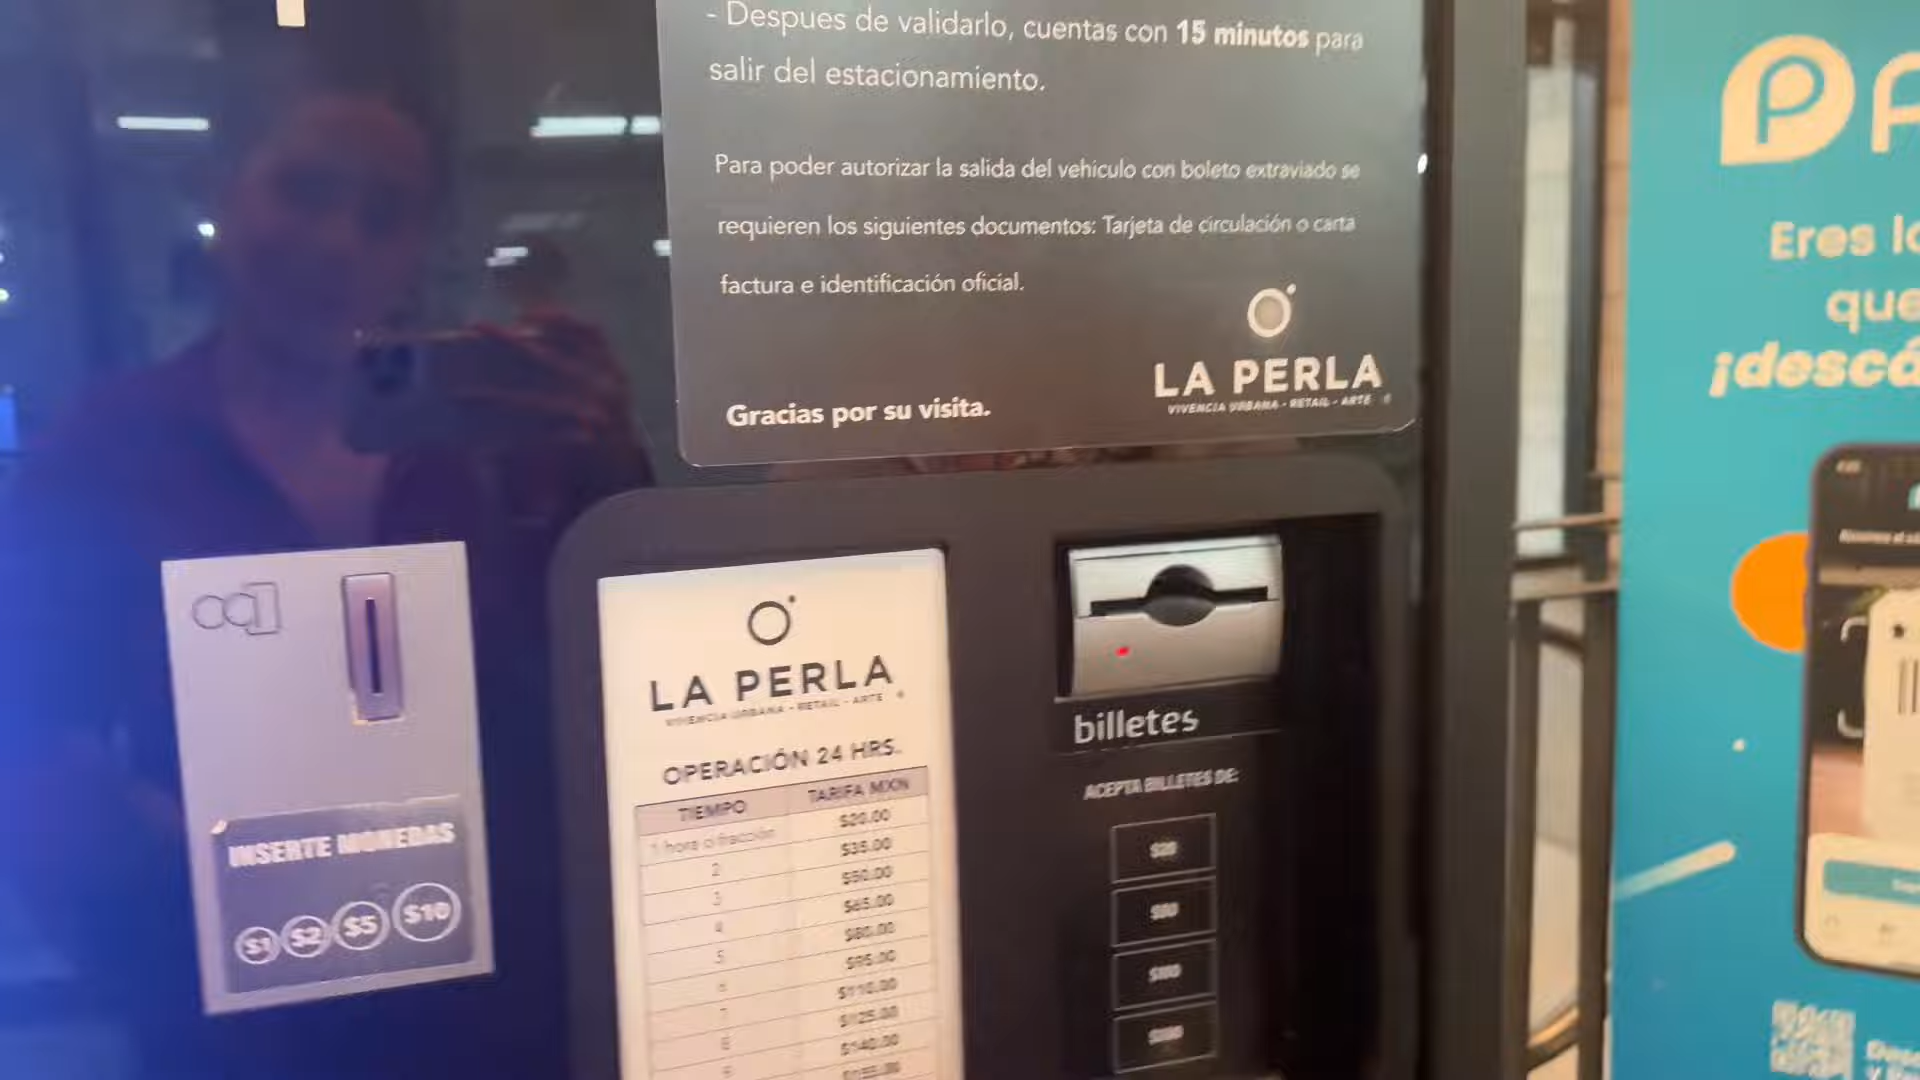 - Despues de validarlo, cuentas con 15 minutos para
salir del estacionamiento.
Para poder autorizar la salida del vehiculo con boleto extraviado se
requieren los siguientes documentos: Tarjeta de circulación o carta
factura e identificación oficial.
LA PERLA
VIVENCIA URBANA - RETAIL - ARTE
Gracias por su visita.
INSERTE MONEDAS
$1 $2 $5 $10
LA PERLA
VIVENCIA URBANA - RETAIL - ARTE
OPERACIÓN 24 HRS.
TIEMPO TARIFA MXN
1 hora o fracción $20.00
2 $35.00
3 $50.00
4 $65.00
5 $80.00
6 $95.00
7 $110.00
8 $125.00
9 $140.00
$155.00
billetes
ACEPTA BILLETES DE:
$20
Eres lo
que
¡descá